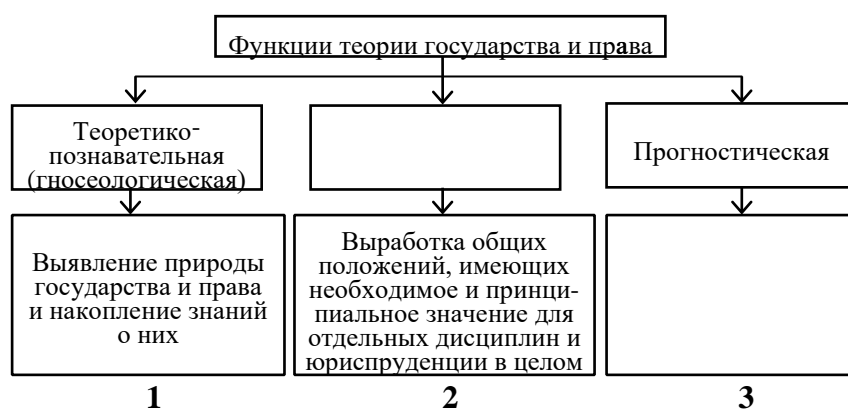 Функции теории государства и права
Теоретико-
познавательная
(гносеологическая)
Прогностическая
Выявление природы
государства и права
и накопление знаний
о них
Выработка общих
положений, имеющих
необходимое и принци-
пиальное значение для
отдельных дисциплин и
юриспруденции в целом
1
2
3